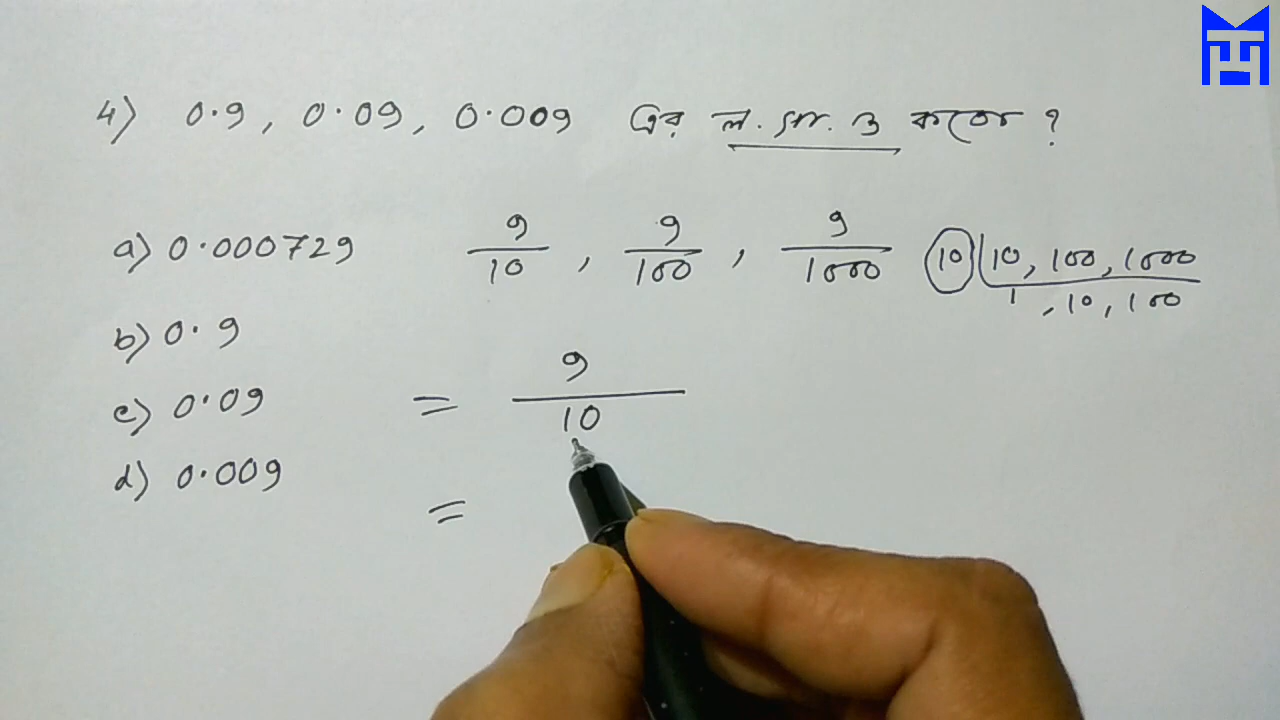 4) 0.9, 0.09, 0.009 এর ল. সা. গু কতো ?
a) 0.000729
9/10 , 9/100 , 9/1000
10 | 10, 100, 1000
1 , 10, 100
b) 0.9
c) 0.09
= 9/10
d) 0.009
=